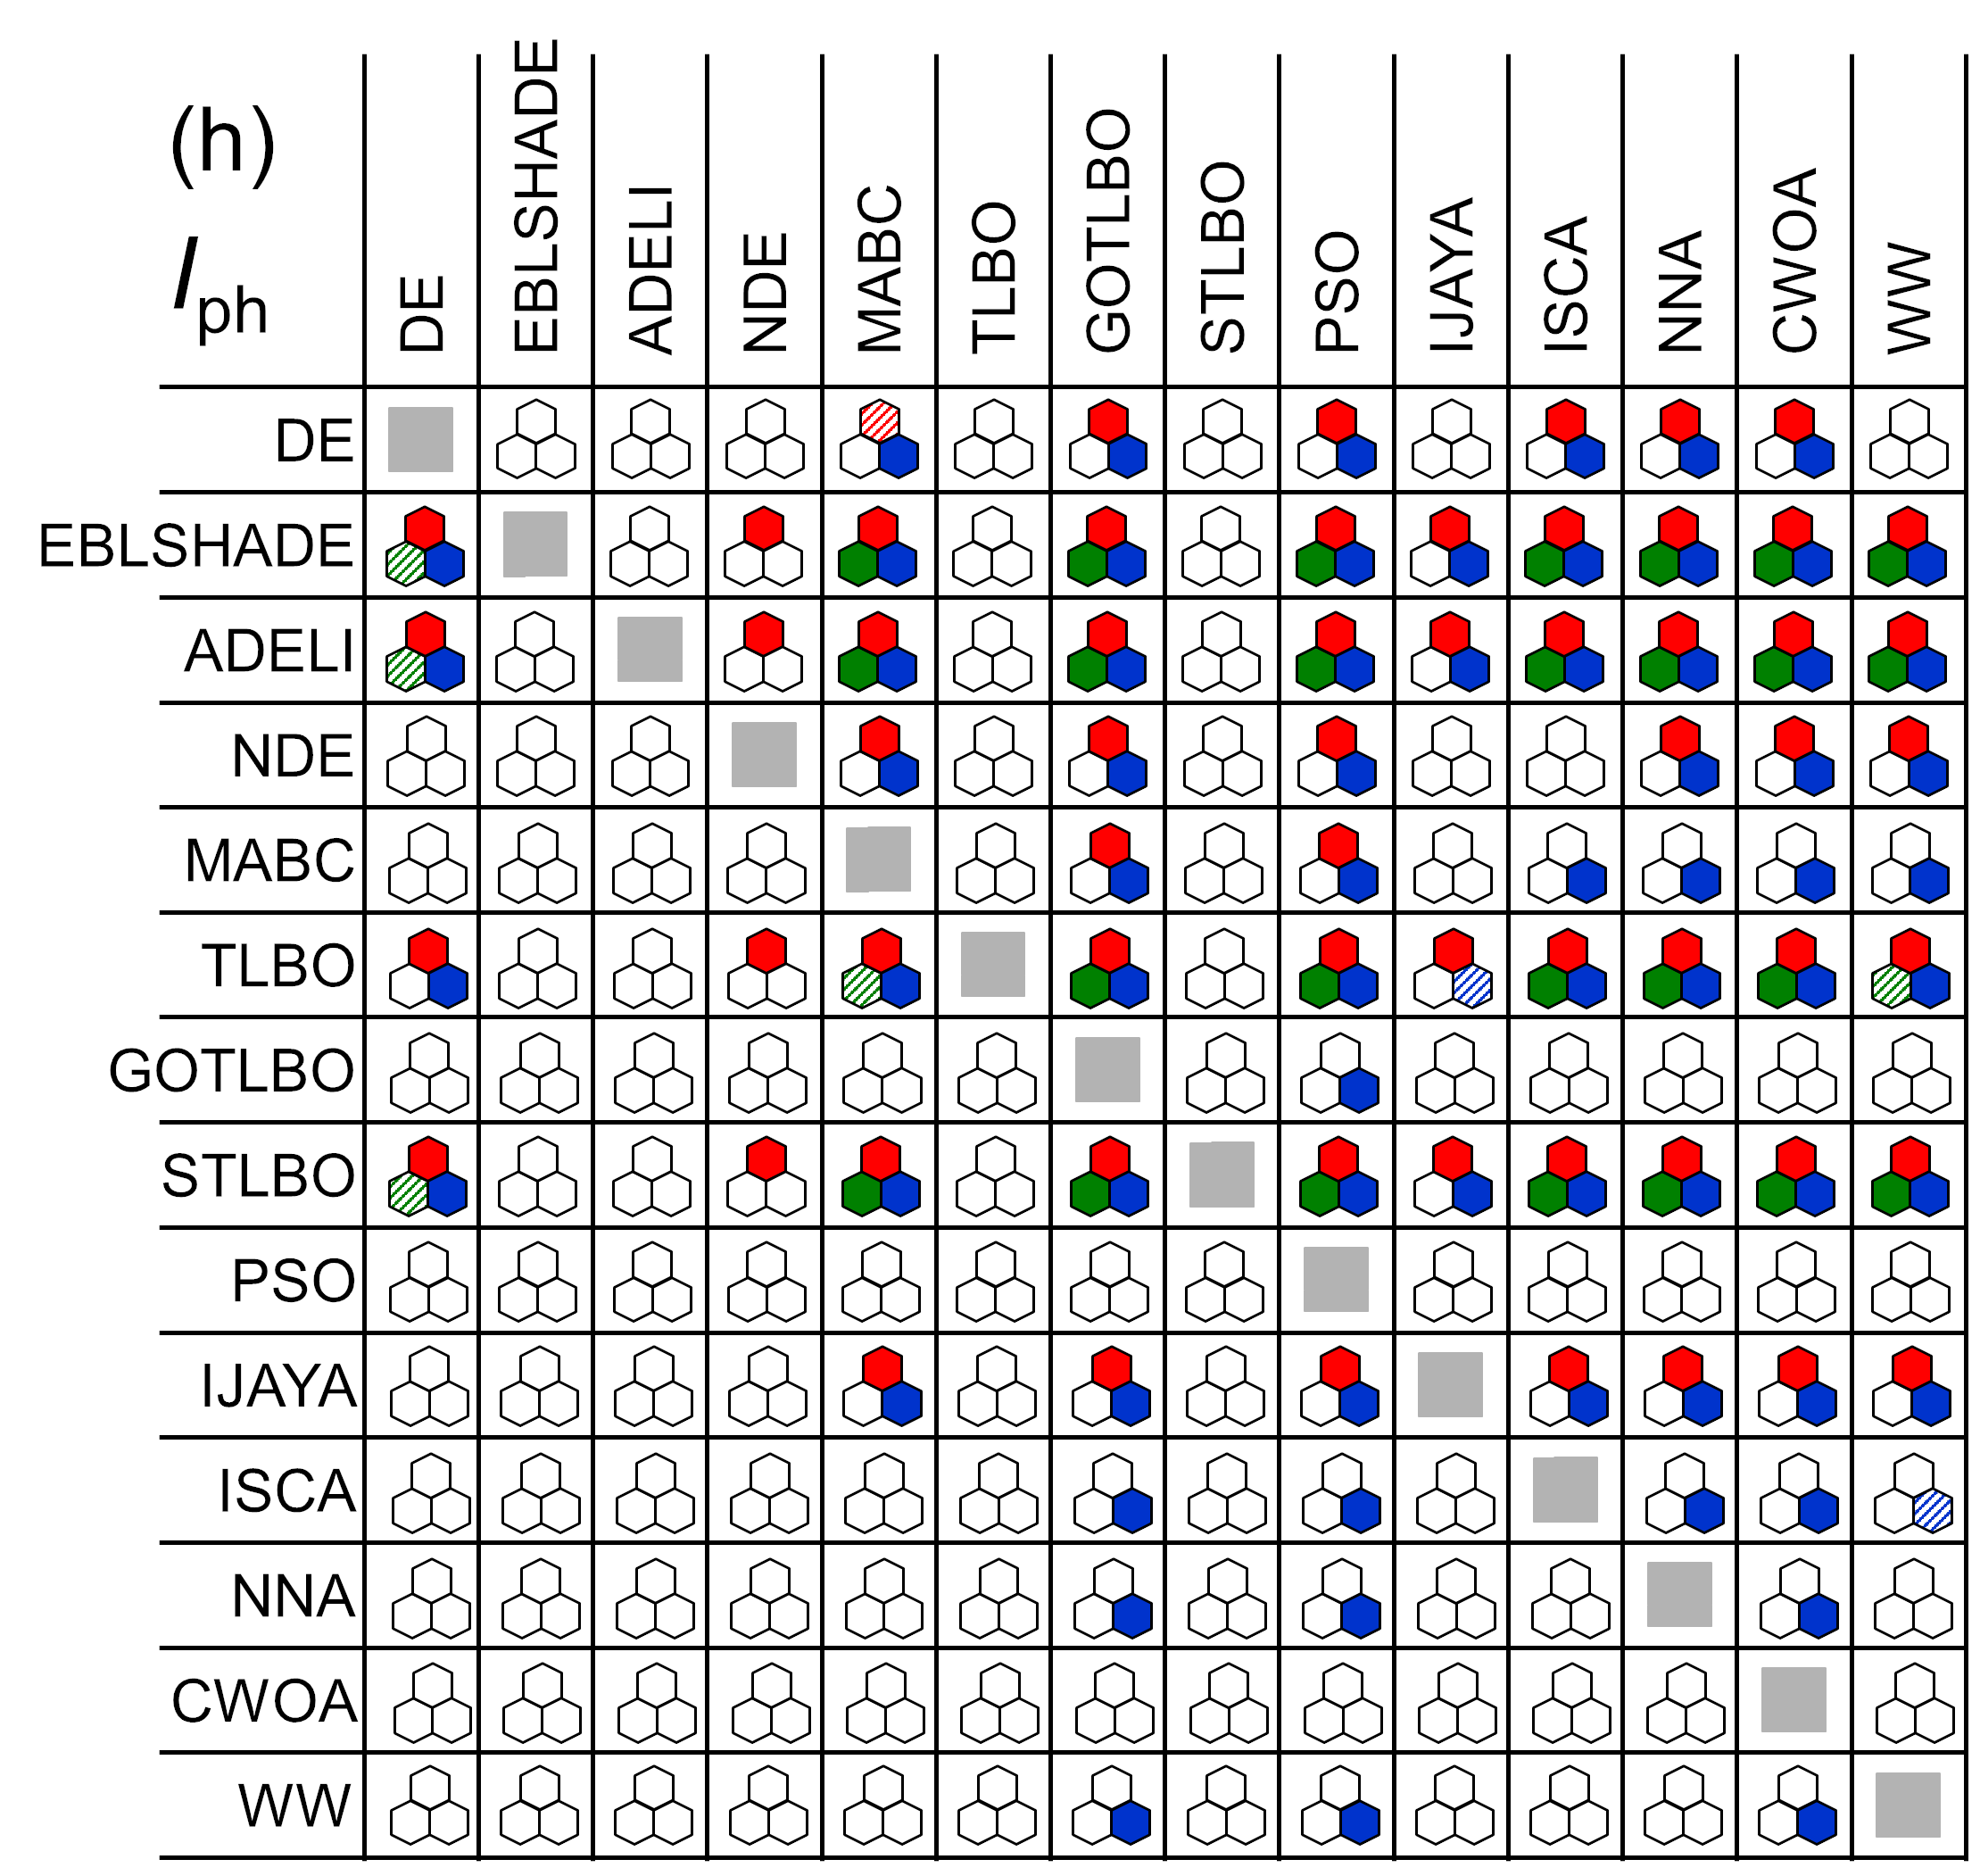 (h)
Iph
DE
EBLSHADE
ADELI
NDE
MABC
TLBO
GOTLBO
STLBO
PSO
IJAYA
ISCA
NNA
CWOA
WW
DE
EBLSHADE
ADELI
NDE
MABC
TLBO
GOTLBO
STLBO
PSO
IJAYA
ISCA
NNA
CWOA
WW